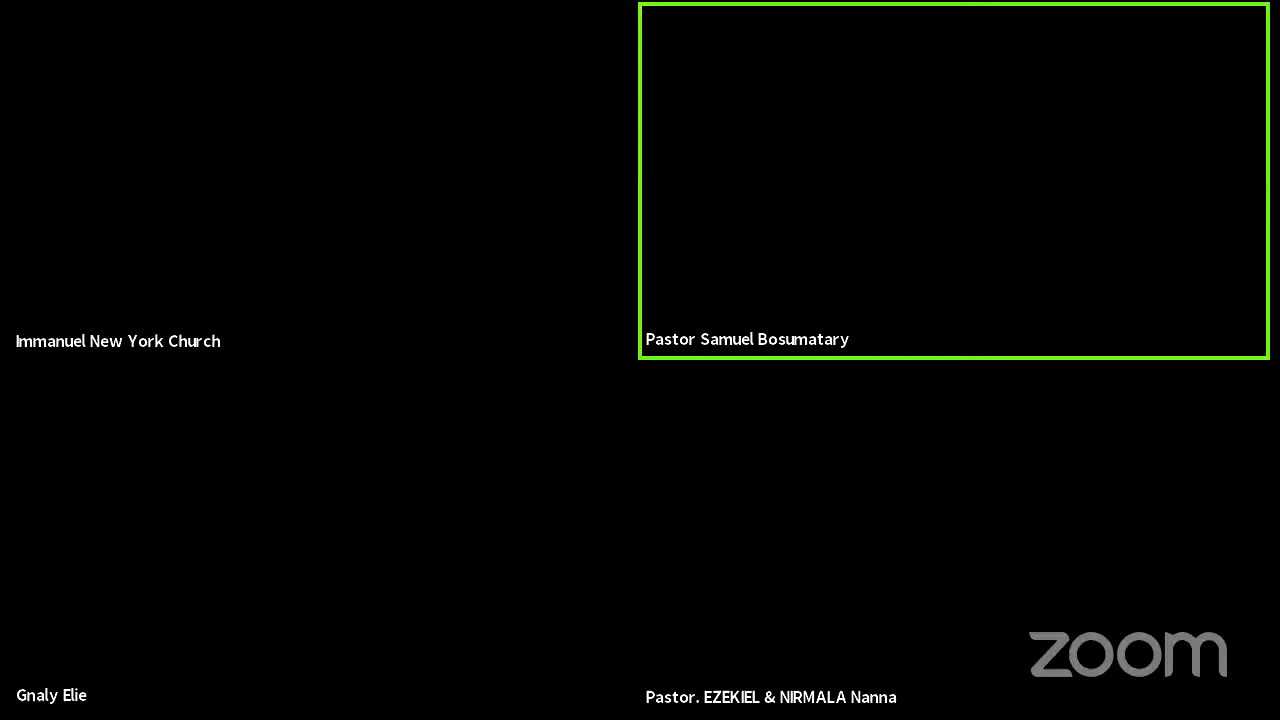 Immanuel New York Church
Pastor Samuel Bosumatary
Gnaly Elie
Pastor. EZEKIEL & NIRMALA Nanna
zoom